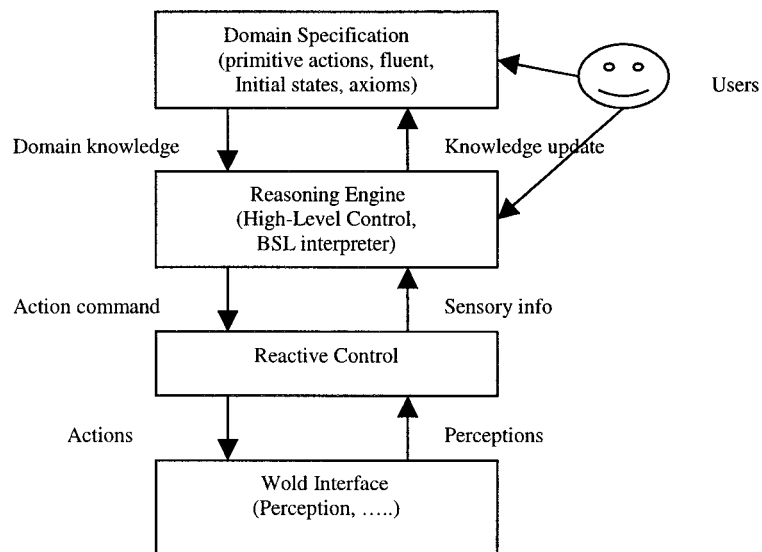 Domain Specification
(primitive actions, fluent,
Initial states, axioms)
Users
Domain knowledge
Knowledge update
Reasoning Engine
(High-Level Control,
BSL interpreter)
Action command
Sensory info
Reactive Control
Actions
Perceptions
Wold Interface
(Perception, …..)